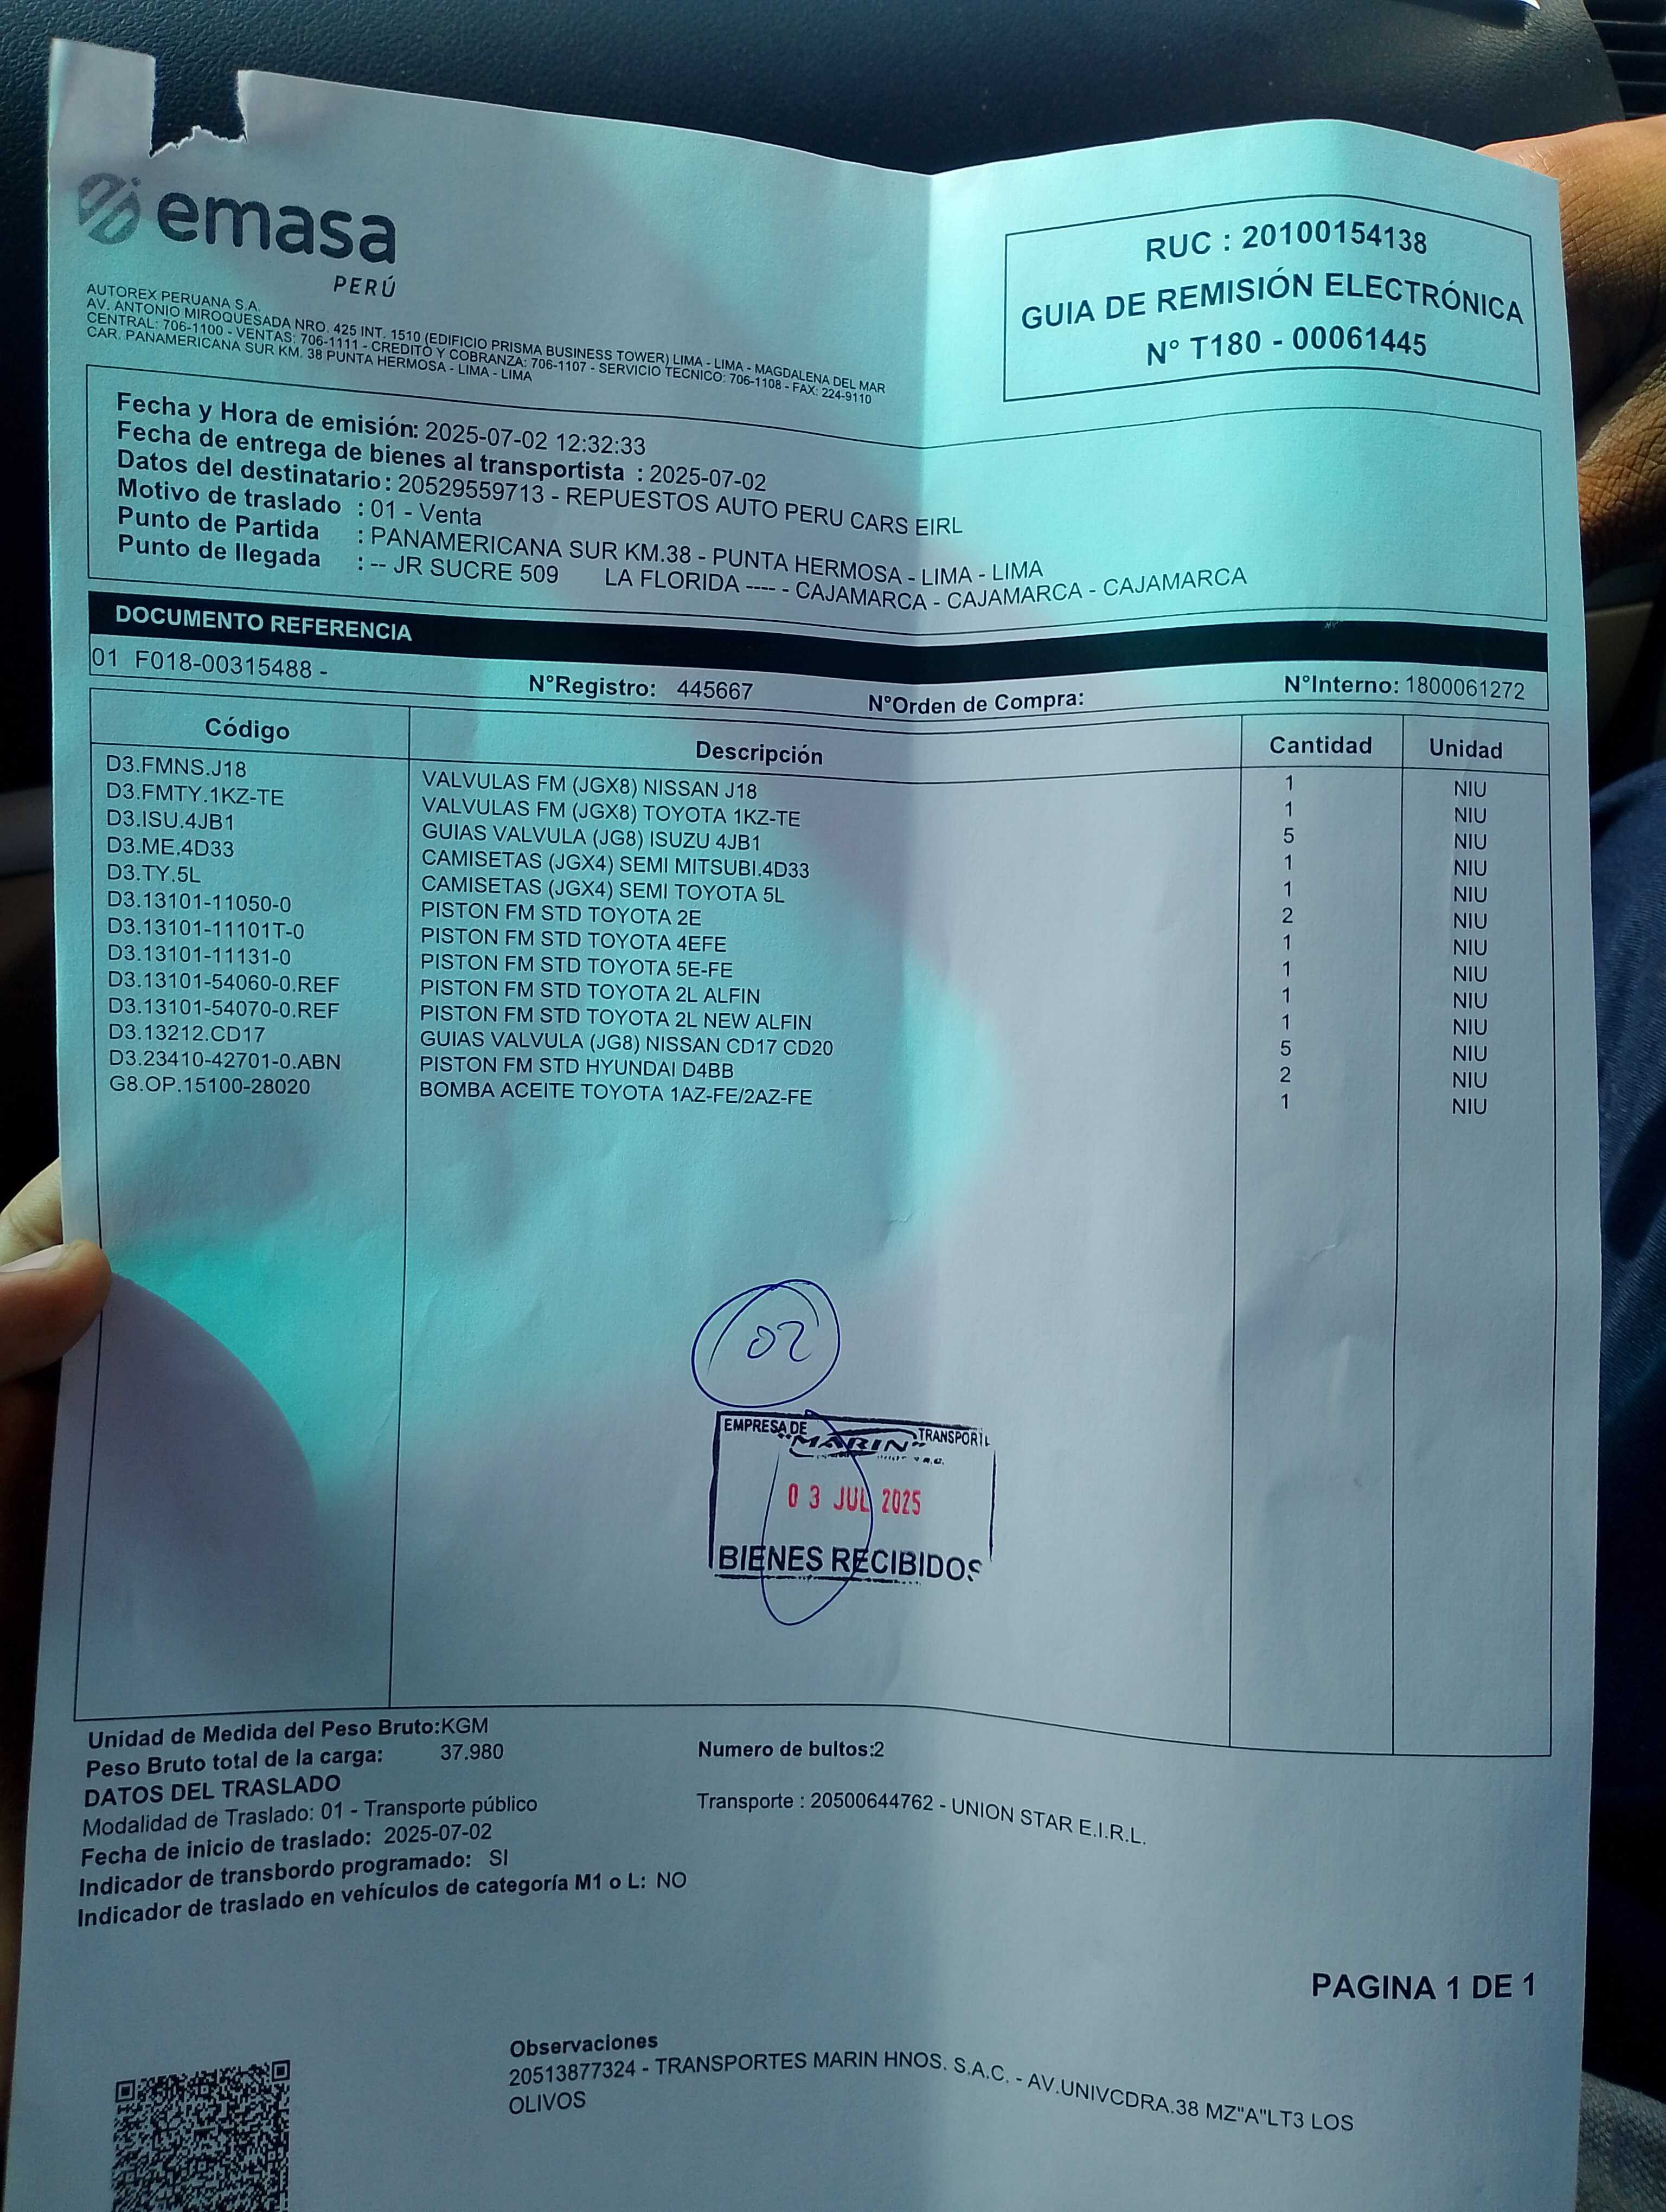 emasa
PERÚ
AUTOREX PERUANA S.A.
AV. ANTONIO MIROQUESADA NRO. 425 INT. 1510 (EDIFICIO PRISMA BUSINESS TOWER) LIMA - LIMA - MAGDALENA DEL MAR
CENTRAL: 706-1100 - VENTAS: 706-1111 - CREDITO Y COBRANZA: 706-1107 - SERVICIO TECNICO: 706-1108 - FAX: 224-9110
CAR. PANAMERICANA SUR KM. 38 PUNTA HERMOSA - LIMA - LIMA
RUC : 20100154138
GUIA DE REMISIÓN ELECTRÓNICA
N° T180 - 00061445
Fecha y Hora de emisión: 2025-07-02 12:32:33
Fecha de entrega de bienes al transportista : 2025-07-02
Datos del destinatario: 20529559713 - REPUESTOS AUTO PERU CARS EIRL
Motivo de traslado : 01 - Venta
Punto de Partida : PANAMERICANA SUR KM.38 - PUNTA HERMOSA - LIMA - LIMA
Punto de llegada : -- JR SUCRE 509 LA FLORIDA ---- - CAJAMARCA - CAJAMARCA - CAJAMARCA
DOCUMENTO REFERENCIA
01 F018-00315488 - N°Registro: 445667 N°Orden de Compra: N°Interno: 1800061272
Código Descripción Cantidad Unidad
D3.FMNS.J18 VALVULAS FM (JGX8) NISSAN J18 1 NIU
D3.FMTY.1KZ-TE VALVULAS FM (JGX8) TOYOTA 1KZ-TE 1 NIU
D3.ISU.4JB1 GUIAS VALVULA (JG8) ISUZU 4JB1 5 NIU
D3.ME.4D33 CAMISETAS (JGX4) SEMI MITSUBI.4D33 1 NIU
D3.TY.5L CAMISETAS (JGX4) SEMI TOYOTA 5L 1 NIU
D3.13101-11050-0 PISTON FM STD TOYOTA 2E 2 NIU
D3.13101-11101T-0 PISTON FM STD TOYOTA 4EFE 1 NIU
D3.13101-11131-0 PISTON FM STD TOYOTA 5E-FE 1 NIU
D3.13101-54060-0.REF PISTON FM STD TOYOTA 2L ALFIN 1 NIU
D3.13101-54070-0.REF PISTON FM STD TOYOTA 2L NEW ALFIN 1 NIU
D3.13212.CD17 GUIAS VALVULA (JG8) NISSAN CD17 CD20 5 NIU
D3.23410-42701-0.ABN PISTON FM STD HYUNDAI D4BB 2 NIU
G8.OP.15100-28020 BOMBA ACEITE TOYOTA 1AZ-FE/2AZ-FE 1 NIU
02
EMPRESA DE TRANSPORTE
"MARIN"
03 JUL 2025
BIENES RECIBIDOS
Unidad de Medida del Peso Bruto:KGM
Peso Bruto total de la carga: 37.980 Numero de bultos:2
DATOS DEL TRASLADO
Modalidad de Traslado: 01 - Transporte público Transporte : 20500644762 - UNION STAR E.I.R.L.
Fecha de inicio de traslado: 2025-07-02
Indicador de transbordo programado: SI
Indicador de traslado en vehículos de categoría M1 o L: NO
PAGINA 1 DE 1
Observaciones
20513877324 - TRANSPORTES MARIN HNOS. S.A.C. - AV.UNIVCDRA.38 MZ"A"LT3 LOS
OLIVOS